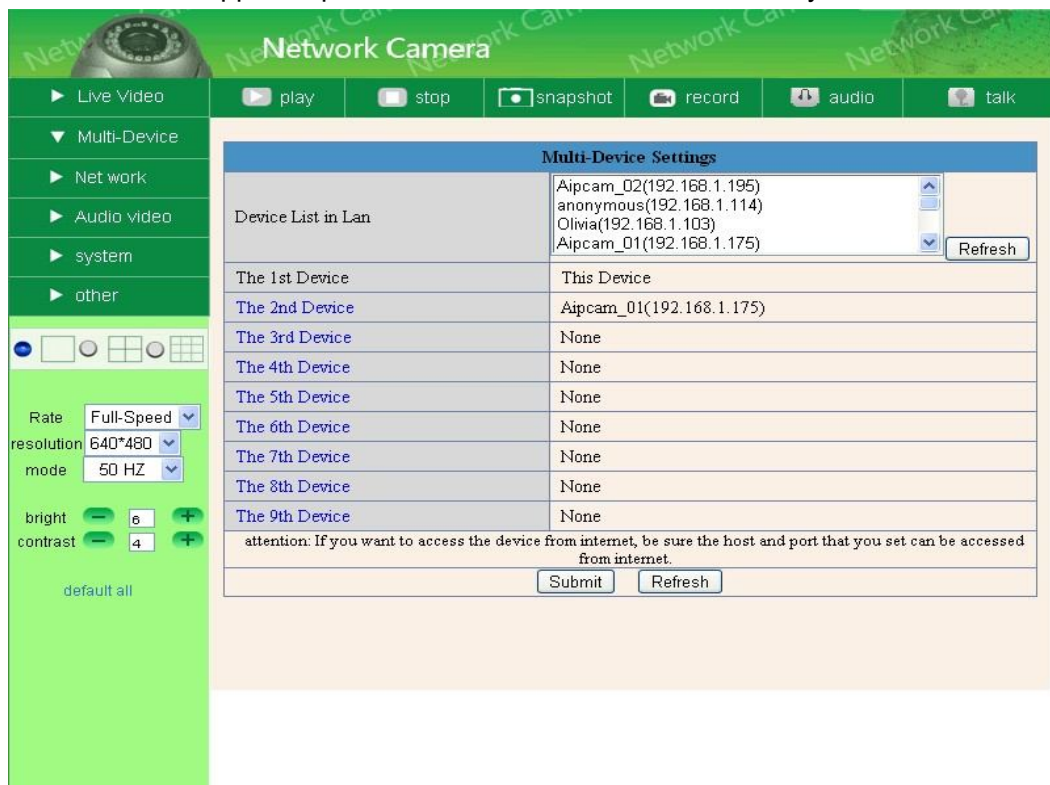 Network Camera
Live Video
play
stop
snapshot
record
audio
talk
Multi-Device
Net work
Audio video
system
other
Rate Full-Speed
resolution 640*480
mode 50 HZ
bright 6
contrast 4
default all
Multi-Device Settings
Device List in Lan
Aipcam_02(192.168.1.195)
anonymous(192.168.1.114)
Olivia(192.168.1.103)
Aipcam_01(192.168.1.175)
Refresh
The 1st Device This Device
The 2nd Device Aipcam_01(192.168.1.175)
The 3rd Device None
The 4th Device None
The 5th Device None
The 6th Device None
The 7th Device None
The 8th Device None
The 9th Device None
attention: If you want to access the device from internet, be sure the host and port that you set can be accessed
from internet.
Submit Refresh